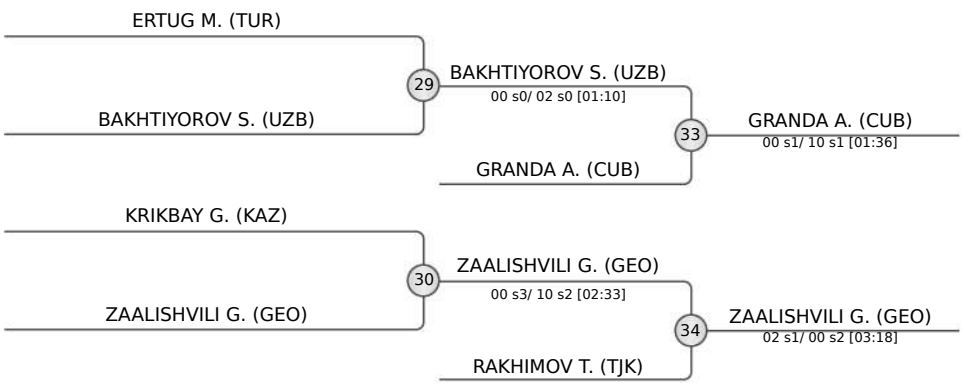 ERTUG M. (TUR)
29
BAKHTIYOROV S. (UZB)
BAKHTIYOROV S. (UZB)
00 s0/ 02 s0 [01:10]
33
GRANDA A. (CUB)
GRANDA A. (CUB)
00 s1/ 10 s1 [01:36]
KRIKBAY G. (KAZ)
30
ZAALISHVILI G. (GEO)
ZAALISHVILI G. (GEO)
00 s3/ 10 s2 [02:33]
34
RAKHIMOV T. (TJK)
ZAALISHVILI G. (GEO)
02 s1/ 00 s2 [03:18]